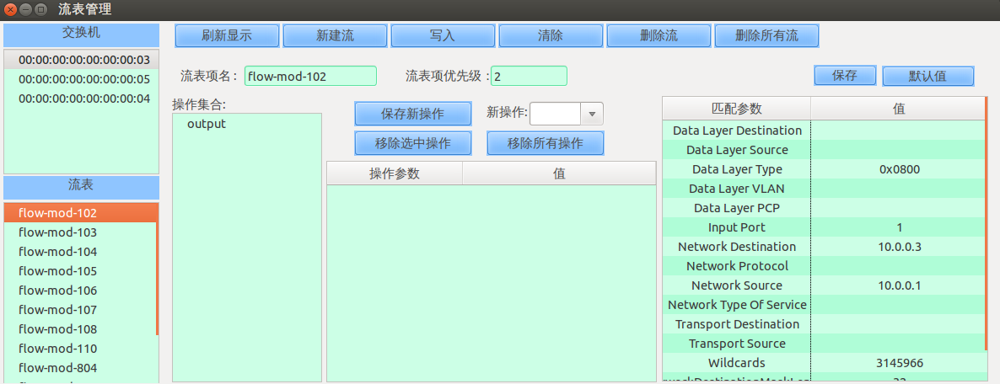 流表管理
交换机
00:00:00:00:00:00:00:03
00:00:00:00:00:00:00:05
00:00:00:00:00:00:00:04
流表
flow-mod-102
flow-mod-103
flow-mod-104
flow-mod-105
flow-mod-106
flow-mod-107
flow-mod-108
flow-mod-110
flow-mod-804
刷新显示 新建流 写入 清除 删除流 删除所有流
流表项名: flow-mod-102 流表项优先级: 2 保存 默认值
操作集合:
output
保存新操作 新操作:
移除选中操作 移除所有操作
操作参数 值
匹配参数 值
Data Layer Destination
Data Layer Source
Data Layer Type 0x0800
Data Layer VLAN
Data Layer PCP
Input Port 1
Network Destination 10.0.0.3
Network Protocol
Network Source 10.0.0.1
Network Type Of Service
Transport Destination
Transport Source
Wildcards 3145966